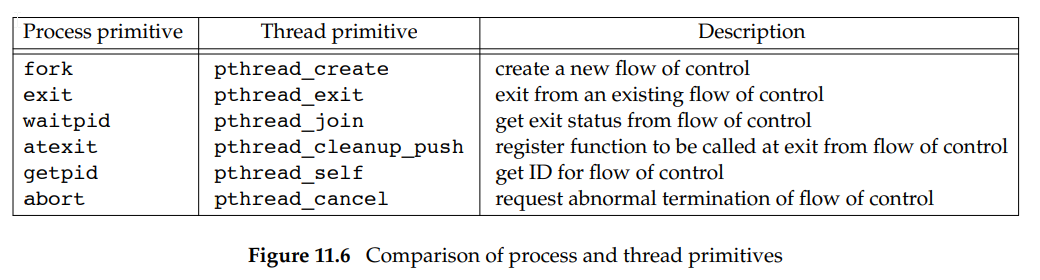 Process primitive Thread primitive Description
fork pthread_create create a new flow of control
exit pthread_exit exit from an existing flow of control
waitpid pthread_join get exit status from flow of control
atexit pthread_cleanup_push register function to be called at exit from flow of control
getpid pthread_self get ID for flow of control
abort pthread_cancel request abnormal termination of flow of control
Figure 11.6 Comparison of process and thread primitives